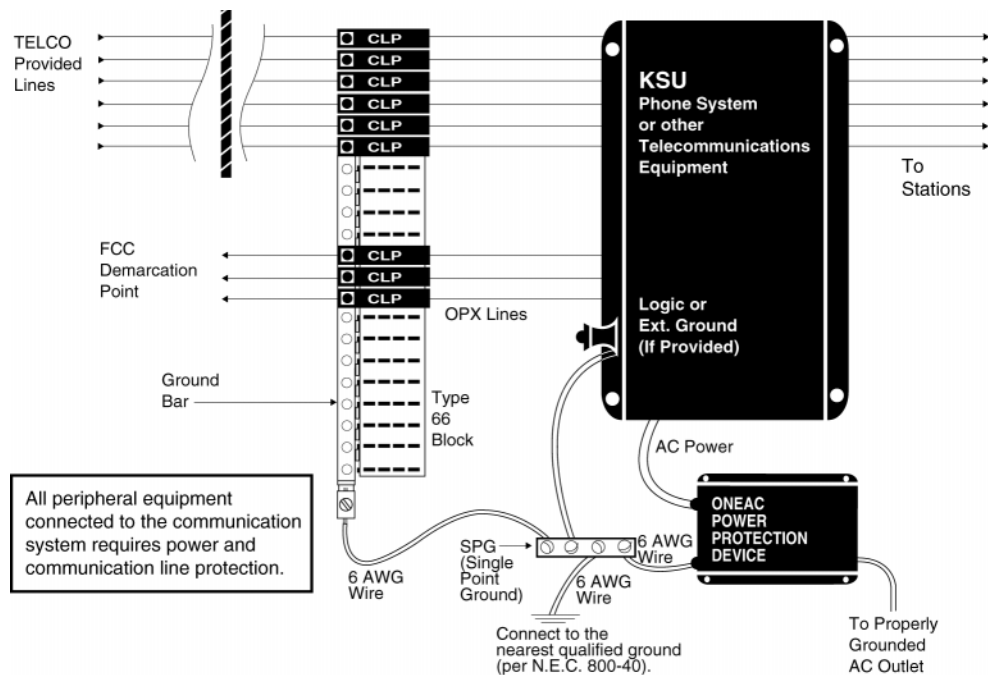 TELCO
Provided
Lines
CLP
CLP
CLP
CLP
CLP
CLP
KSU
Phone System
or other
Telecommunications
Equipment
To
Stations
FCC
Demarcation
Point
CLP
CLP
CLP
OPX Lines
Logic or
Ext. Ground
(If Provided)
Ground
Bar
Type
66
Block
AC Power
All peripheral equipment
connected to the communication
system requires power and
communication line protection.
ONEAC
POWER
PROTECTION
DEVICE
SPG
(Single
Point
Ground)
6 AWG
Wire
6 AWG
Wire
6 AWG
Wire
Connect to the
nearest qualified ground
(per N.E.C. 800-40).
To Properly
Grounded
AC Outlet